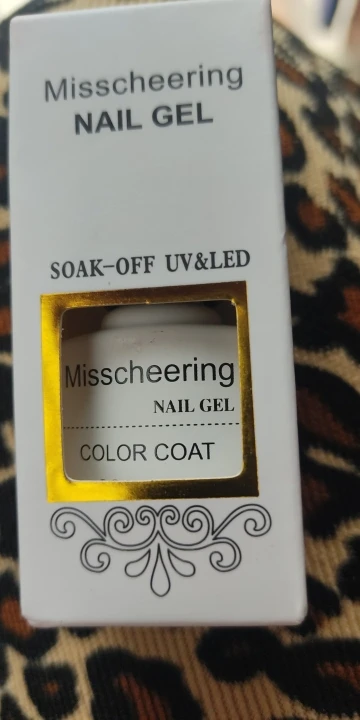 Misscheering
NAIL GEL
SOAK-OFF UV&LED
Misscheering
NAIL GEL
COLOR COAT